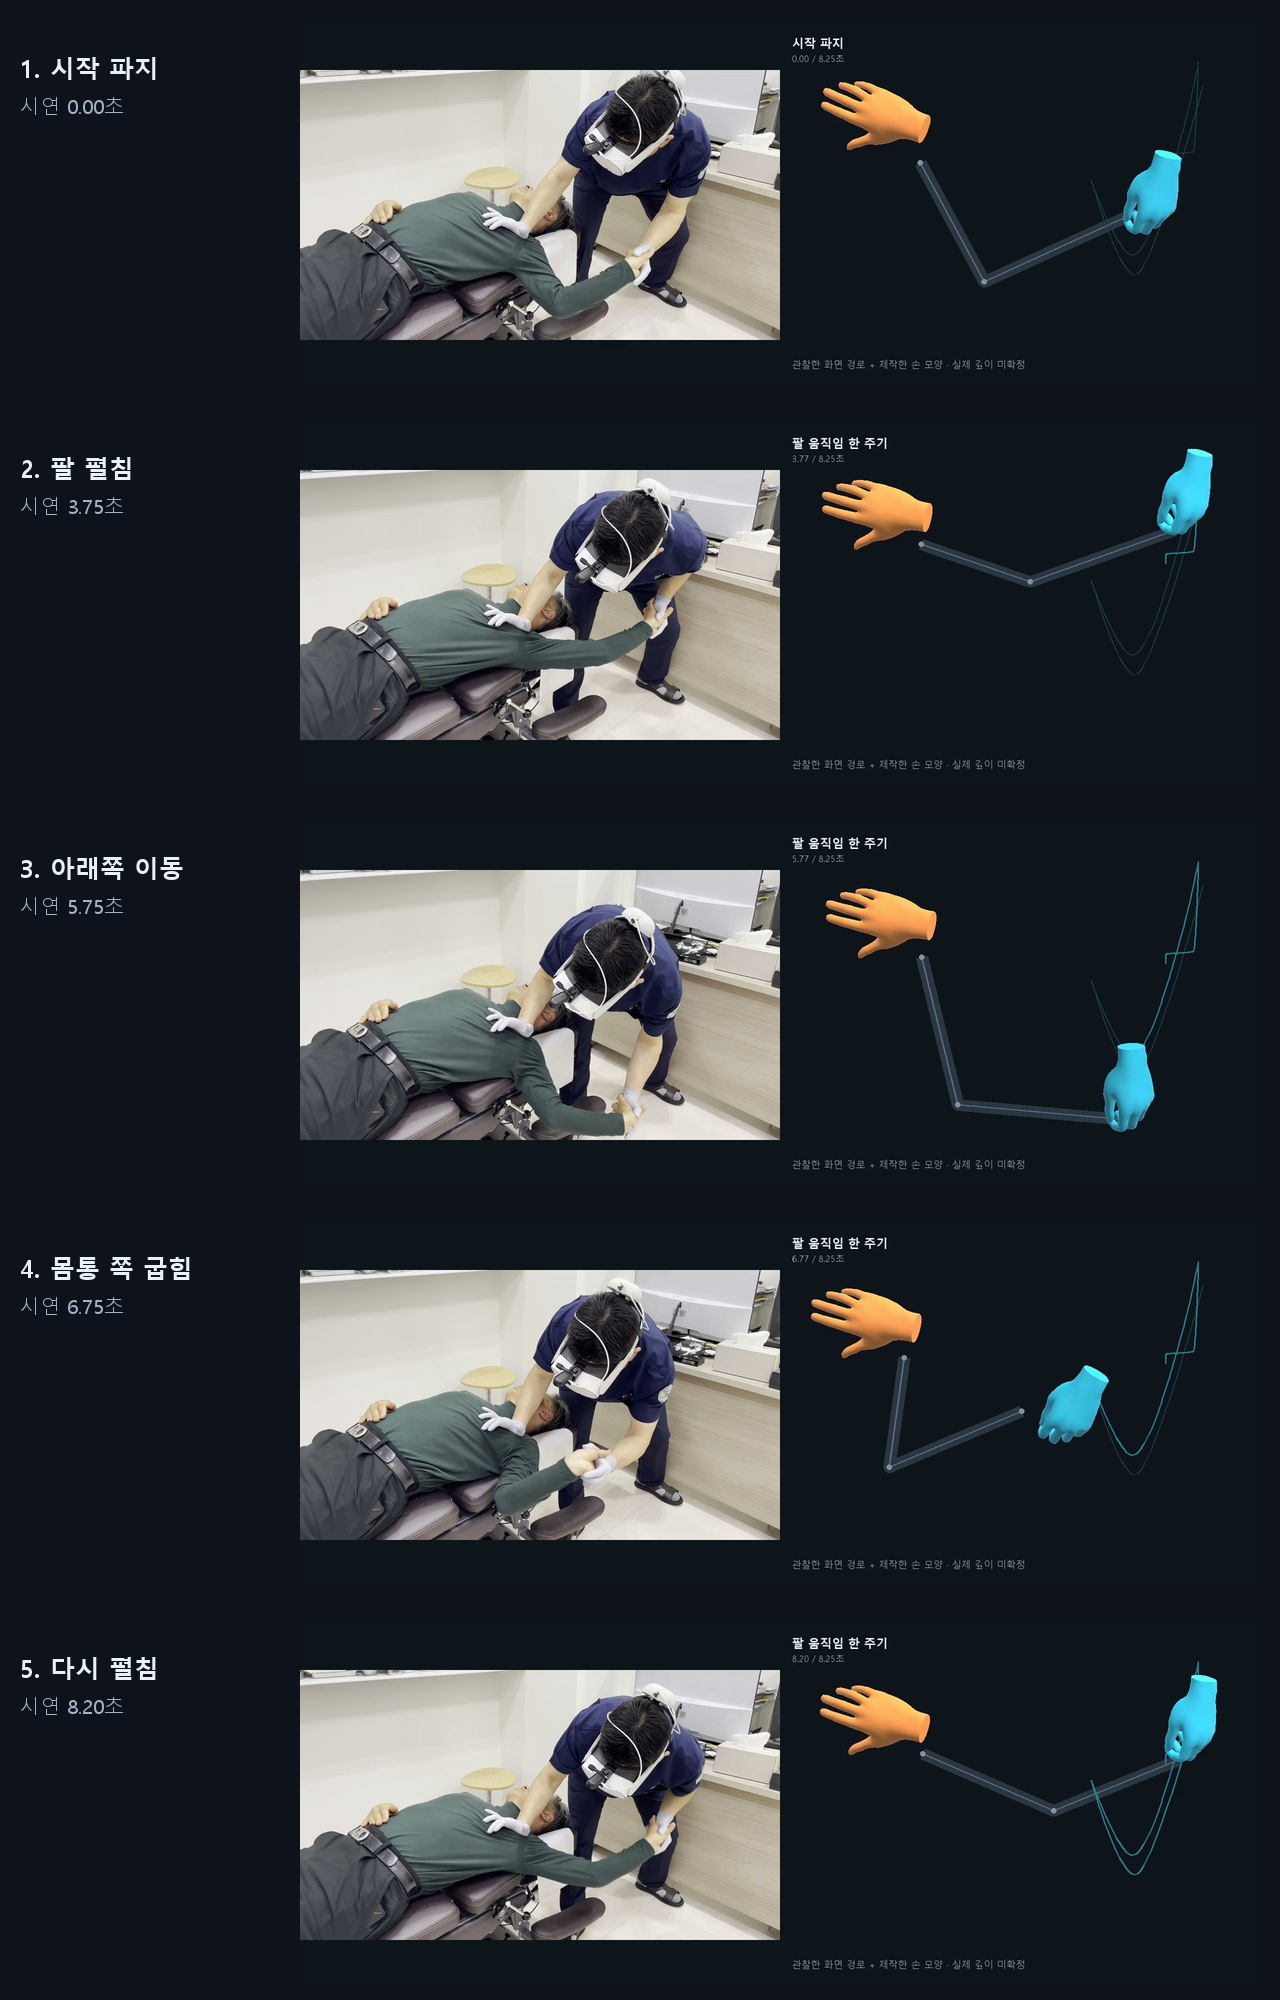 1. 시작 파지
시연 0.00초
시작 파지
0.00 / 8.25초
관찰한 화면 경로 + 제작한 손 모양 · 실제 깊이 미확정
2. 팔 펼침
시연 3.75초
팔 움직임 한 주기
3.77 / 8.25초
관찰한 화면 경로 + 제작한 손 모양 · 실제 깊이 미확정
3. 아래쪽 이동
시연 5.75초
팔 움직임 한 주기
5.77 / 8.25초
관찰한 화면 경로 + 제작한 손 모양 · 실제 깊이 미확정
4. 몸통 쪽 굽힘
시연 6.75초
팔 움직임 한 주기
6.77 / 8.25초
관찰한 화면 경로 + 제작한 손 모양 · 실제 깊이 미확정
5. 다시 펼침
시연 8.20초
팔 움직임 한 주기
8.20 / 8.25초
관찰한 화면 경로 + 제작한 손 모양 · 실제 깊이 미확정